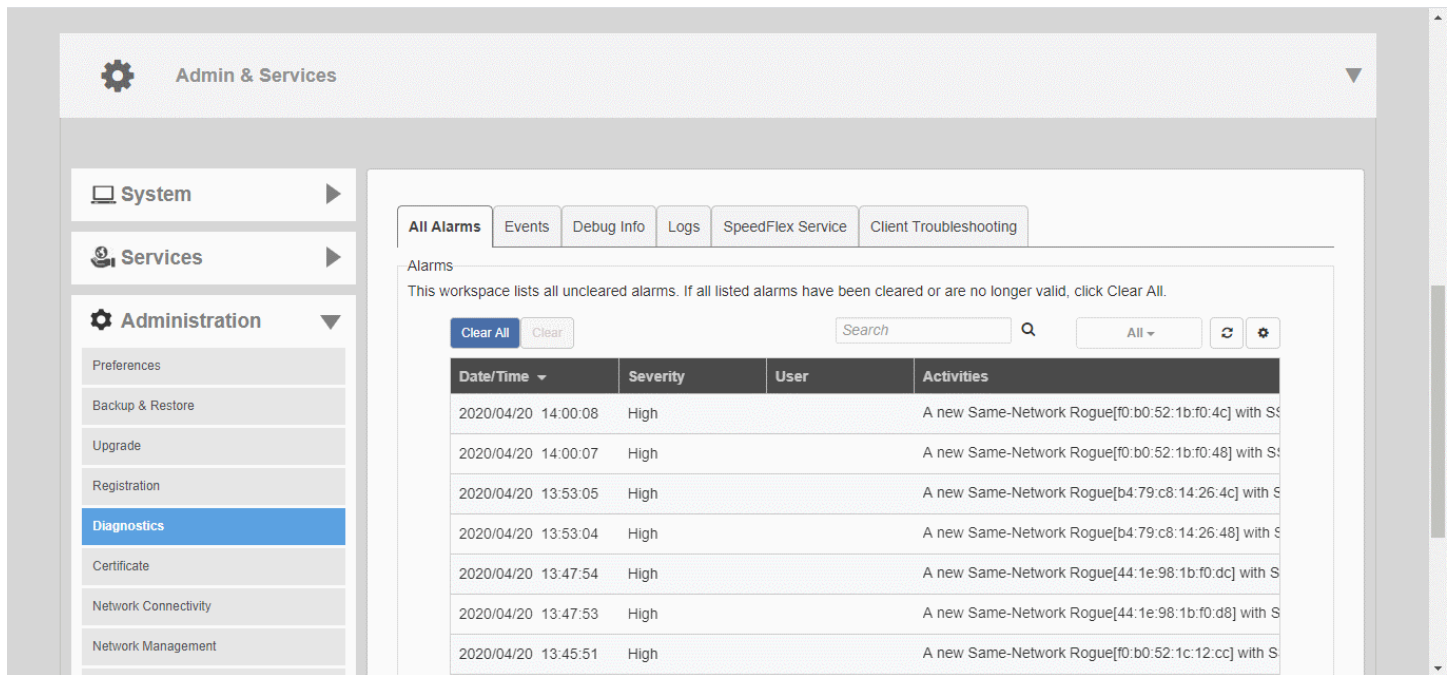 Admin & Services
System
Services
Administration
Preferences
Backup & Restore
Upgrade
Registration
Diagnostics
Certificate
Network Connectivity
Network Management
All Alarms Events Debug Info Logs SpeedFlex Service Client Troubleshooting
Alarms
This workspace lists all uncleared alarms. If all listed alarms have been cleared or are no longer valid, click Clear All.
Clear All Clear Search All
Date/Time Severity User Activities
2020/04/20 14:00:08 High A new Same-Network Rogue[f0:b0:52:1b:f0:4c] with
2020/04/20 14:00:07 High A new Same-Network Rogue[f0:b0:52:1b:f0:48] with
2020/04/20 13:53:05 High A new Same-Network Rogue[b4:79:c8:14:26:4c] with S
2020/04/20 13:53:04 High A new Same-Network Rogue[b4:79:c8:14:26:48] with S
2020/04/20 13:47:54 High A new Same-Network Rogue[44:1e:98:1b:f0:dc] with S
2020/04/20 13:47:53 High A new Same-Network Rogue[44:1e:98:1b:f0:d8] with S
2020/04/20 13:45:51 High A new Same-Network Rogue[f0:b0:52:1c:12:cc] with S